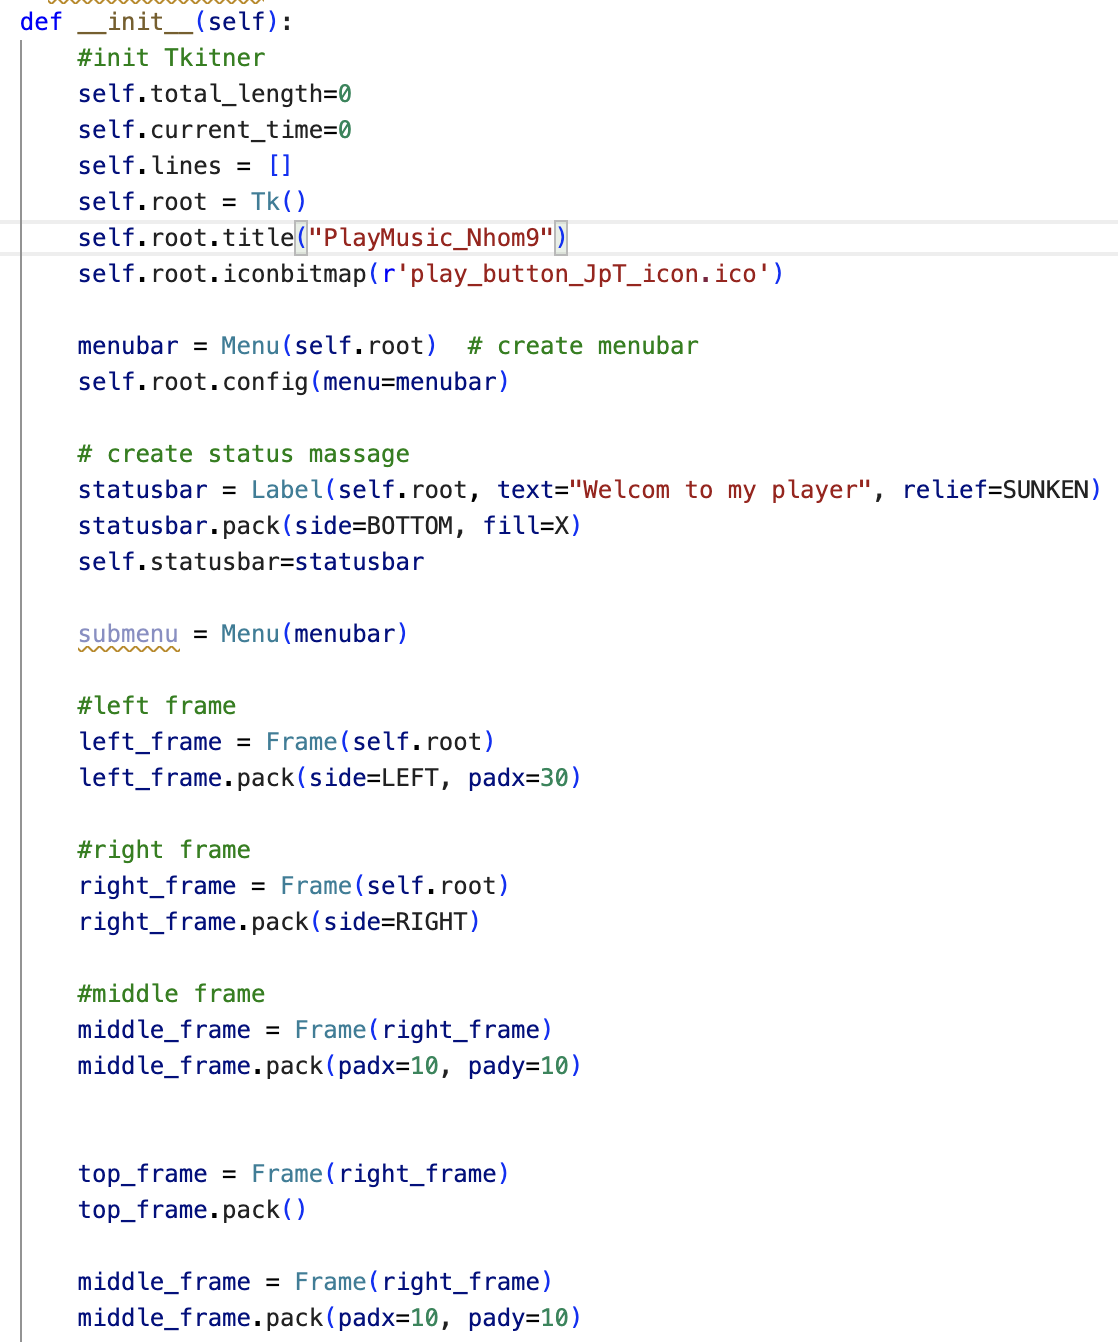 def __init__(self):
#init Tkitner
self.total_length=0
self.current_time=0
self.lines = []
self.root = Tk()
self.root.title("PlayMusic_Nhom9")
self.root.iconbitmap(r'play_button_JpT_icon.ico')
menubar = Menu(self.root)  # create menubar
self.root.config(menu=menubar)
# create status massage
statusbar = Label(self.root, text="Welcom to my player", relief=SUNKEN)
statusbar.pack(side=BOTTOM, fill=X)
self.statusbar=statusbar
submenu = Menu(menubar)
#left frame
left_frame = Frame(self.root)
left_frame.pack(side=LEFT, padx=30)
#right frame
right_frame = Frame(self.root)
right_frame.pack(side=RIGHT)
#middle frame
middle_frame = Frame(right_frame)
middle_frame.pack(padx=10, pady=10)
top_frame = Frame(right_frame)
top_frame.pack()
middle_frame = Frame(right_frame)
middle_frame.pack(padx=10, pady=10)